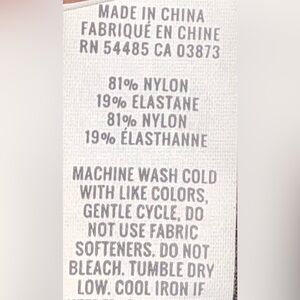 MADE IN CHINA
FABRIQUÉ EN CHINE
RN 54485 CA 03873
81% NYLON
19% ELASTANE
81% NYLON
19% ÉLASTHANNE
MACHINE WASH COLD
WITH LIKE COLORS,
GENTLE CYCLE, DO
NOT USE FABRIC
SOFTENERS. DO NOT
BLEACH. TUMBLE DRY
LOW. COOL IRON IF